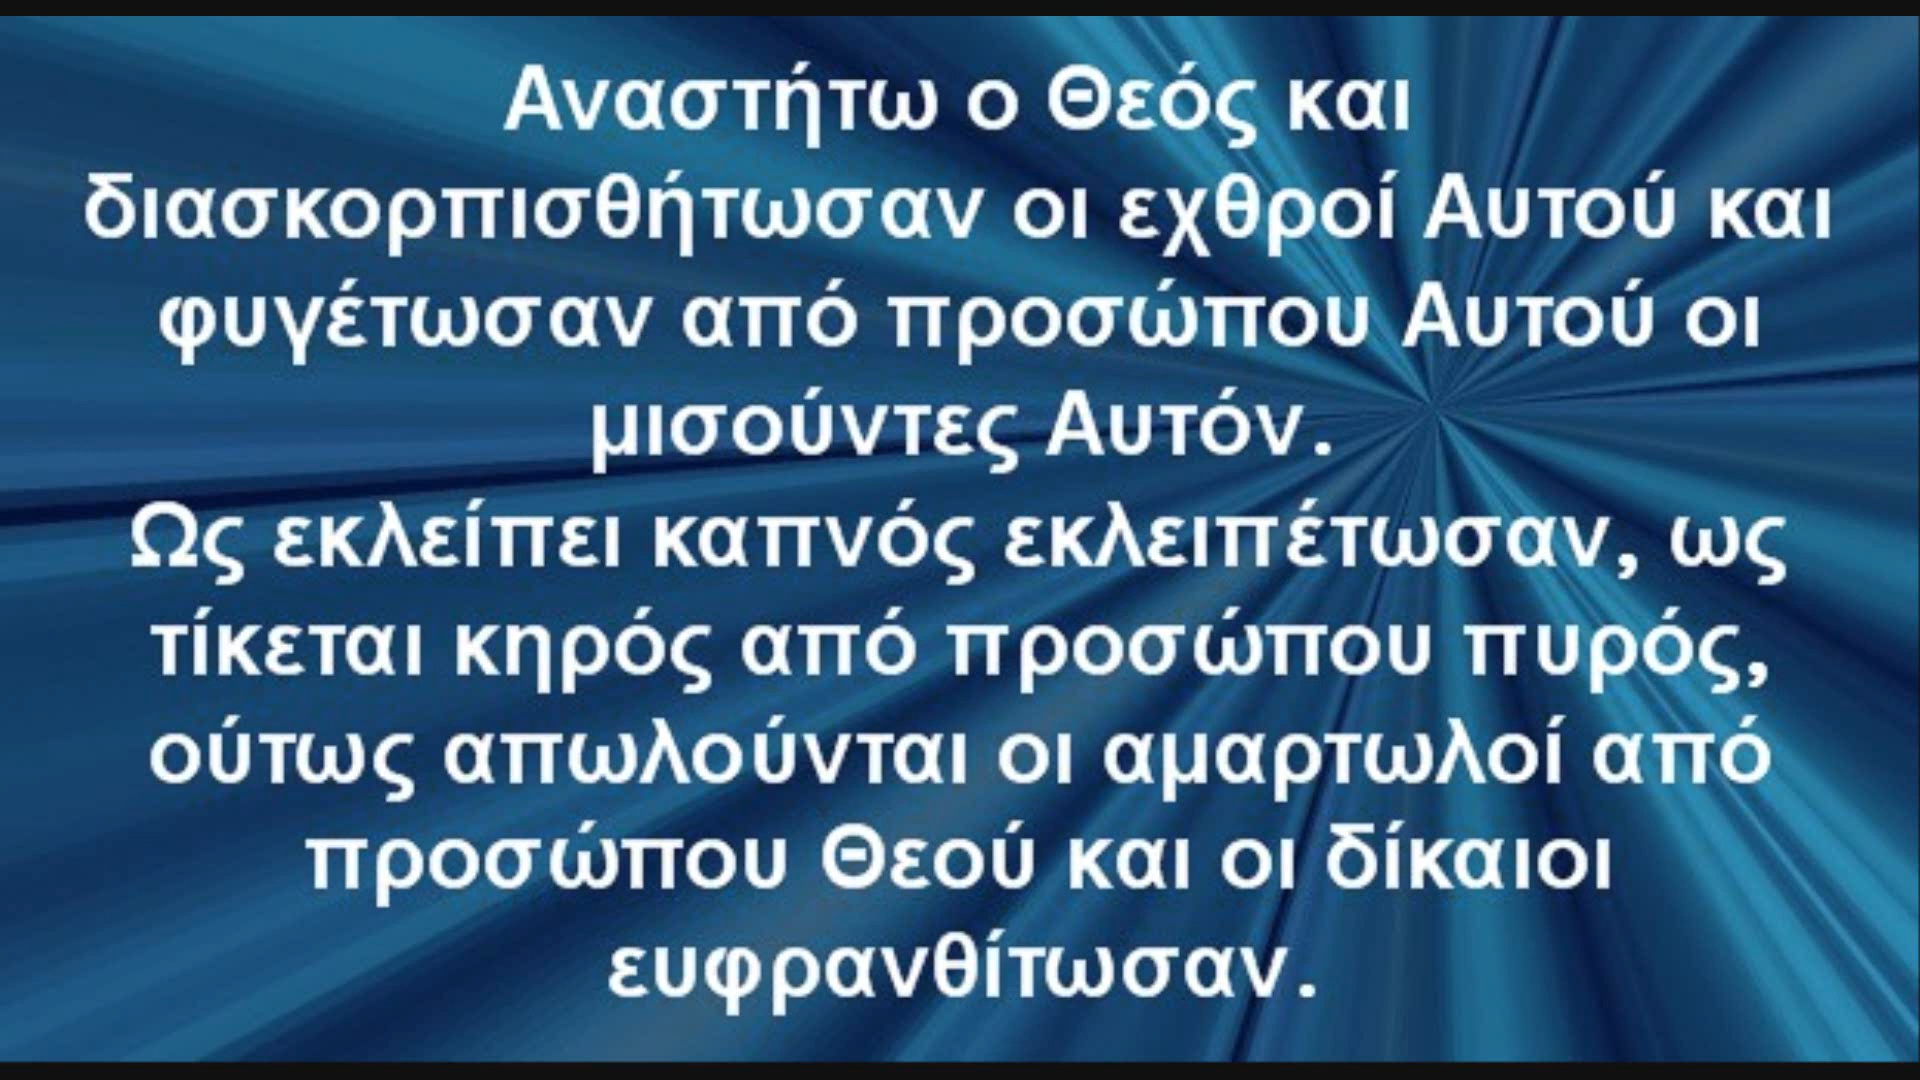 Αναστήτω ο Θεός και
διασκορπισθήτωσαν οι εχθροί Αυτού και
φυγέτωσαν από προσώπου Αυτού οι
μισούντες Αυτόν.
Ως εκλείπει καπνός εκλειπέτωσαν, ως
τίκεται κηρός από προσώπου πυρός,
ούτως απωλούνται οι αμαρτωλοί από
προσώπου Θεού και οι δίκαιοι
ευφρανθίτωσαν.